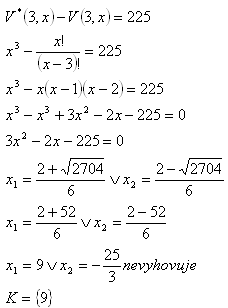 V*(3,x)−V(3,x)=225
x³−x!/(x−3)!=225
x³−x(x−1)(x−2)=225
x³−x³+3x²−2x−225=0
3x²−2x−225=0
x₁=(2+√2704)/6 ∨ x₂=(2−√2704)/6
x₁=(2+52)/6 ∨ x₂=(2−52)/6
x₁=9 ∨ x₂=−25/3 nevyhovuje
K={9}